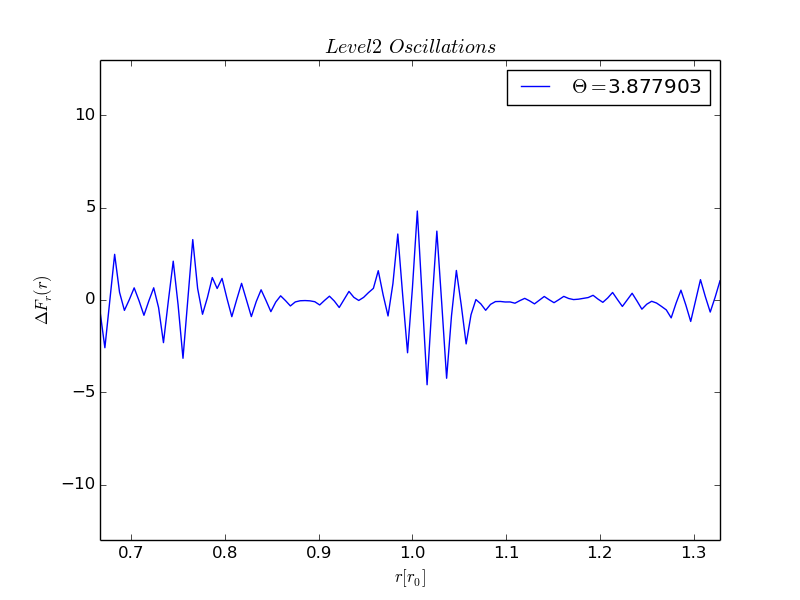 Level2 Oscillations
Θ=3.877903
10
5
0
−5
−10
ΔF_r(r)
0.7 0.8 0.9 1.0 1.1 1.2 1.3
r[r_0]